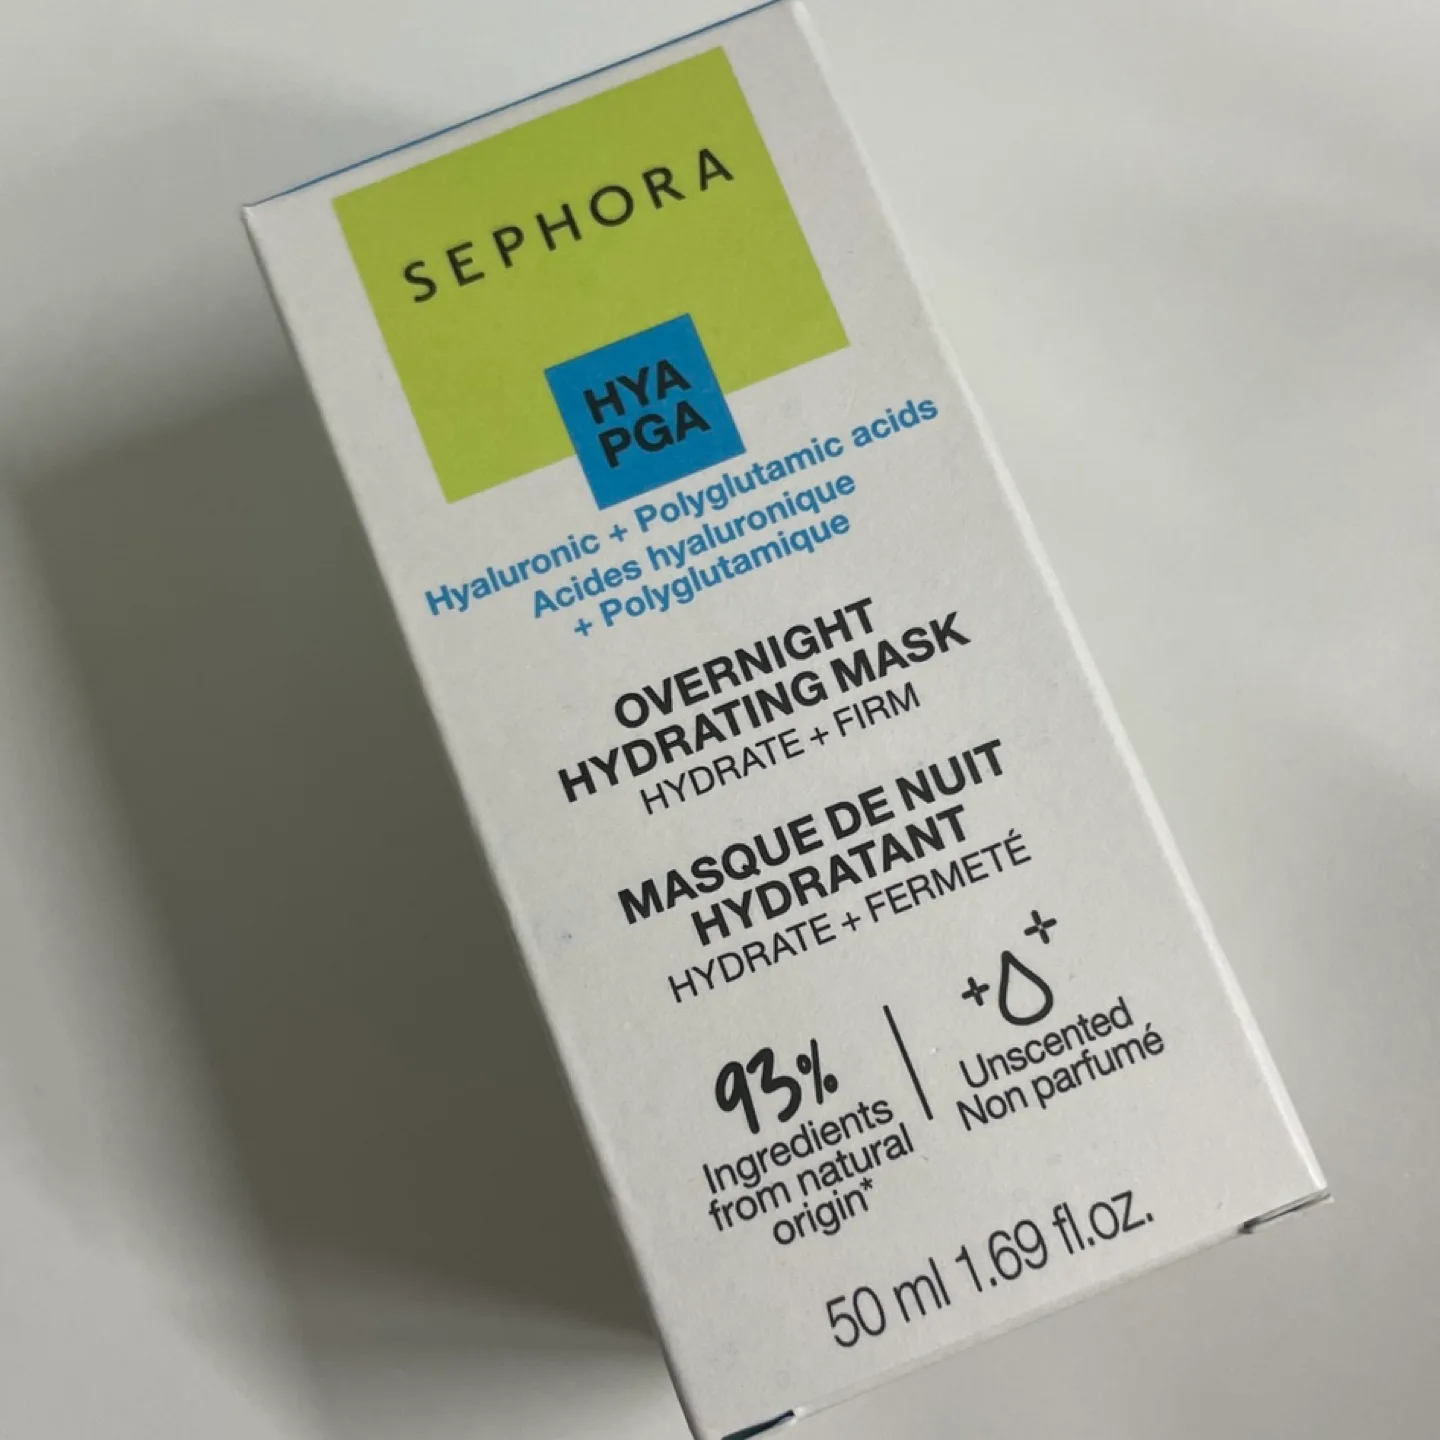 SEPHORA
HYA
PGA
Hyaluronic + Polyglutamic acids
Acides hyaluronique
+ Polyglutamique
OVERNIGHT
HYDRATING MASK
HYDRATE + FIRM
MASQUE DE NUIT
HYDRATANT
HYDRATE + FERMETÉ
93%
Ingredients
from natural
origin*
Unscented
Non parfumé
50 ml 1.69 fl.oz.